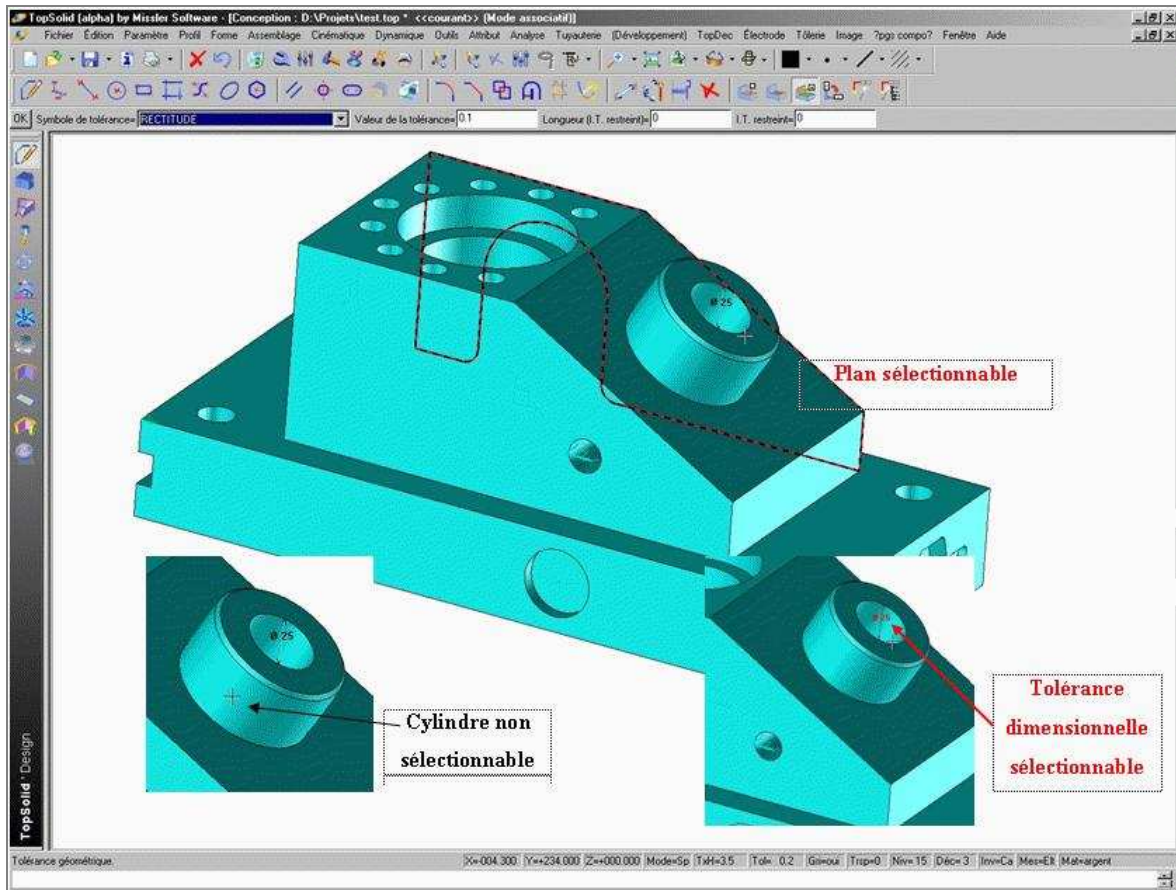 TopSolid (alpha) by Missler Software - [Conception : D:\Projets\test.top * <<courant>> (Mode associatif)]
Fichier Édition Paramètre Profil Forme Assemblage Cinématique Dynamique Outils Attribut Analyse Tuyauterie (Développement) TopDec Électrode Tôlerie Image ?pgs compo? Fenêtre Aide
OK Symbole de tolérance= RECTITUDE Valeur de la tolérance= 0.1 Longueur (I.T. restreint)= 0 I.T. restreint= 0
Ø 25
Plan sélectionnable
Ø 25
Ø 25
Cylindre non
sélectionnable
Tolérance
dimensionnelle
sélectionnable
TopSolid'Design
Tolérance géométrique. X=-004.300 Y=+234.000 Z=+000.000 Mode=Sp TxH=3.5 Tol= 0.2 Gri=oui Trsp=0 Niv=15 Déc=3 Inv=Ca Mes=Elt Mat=argent